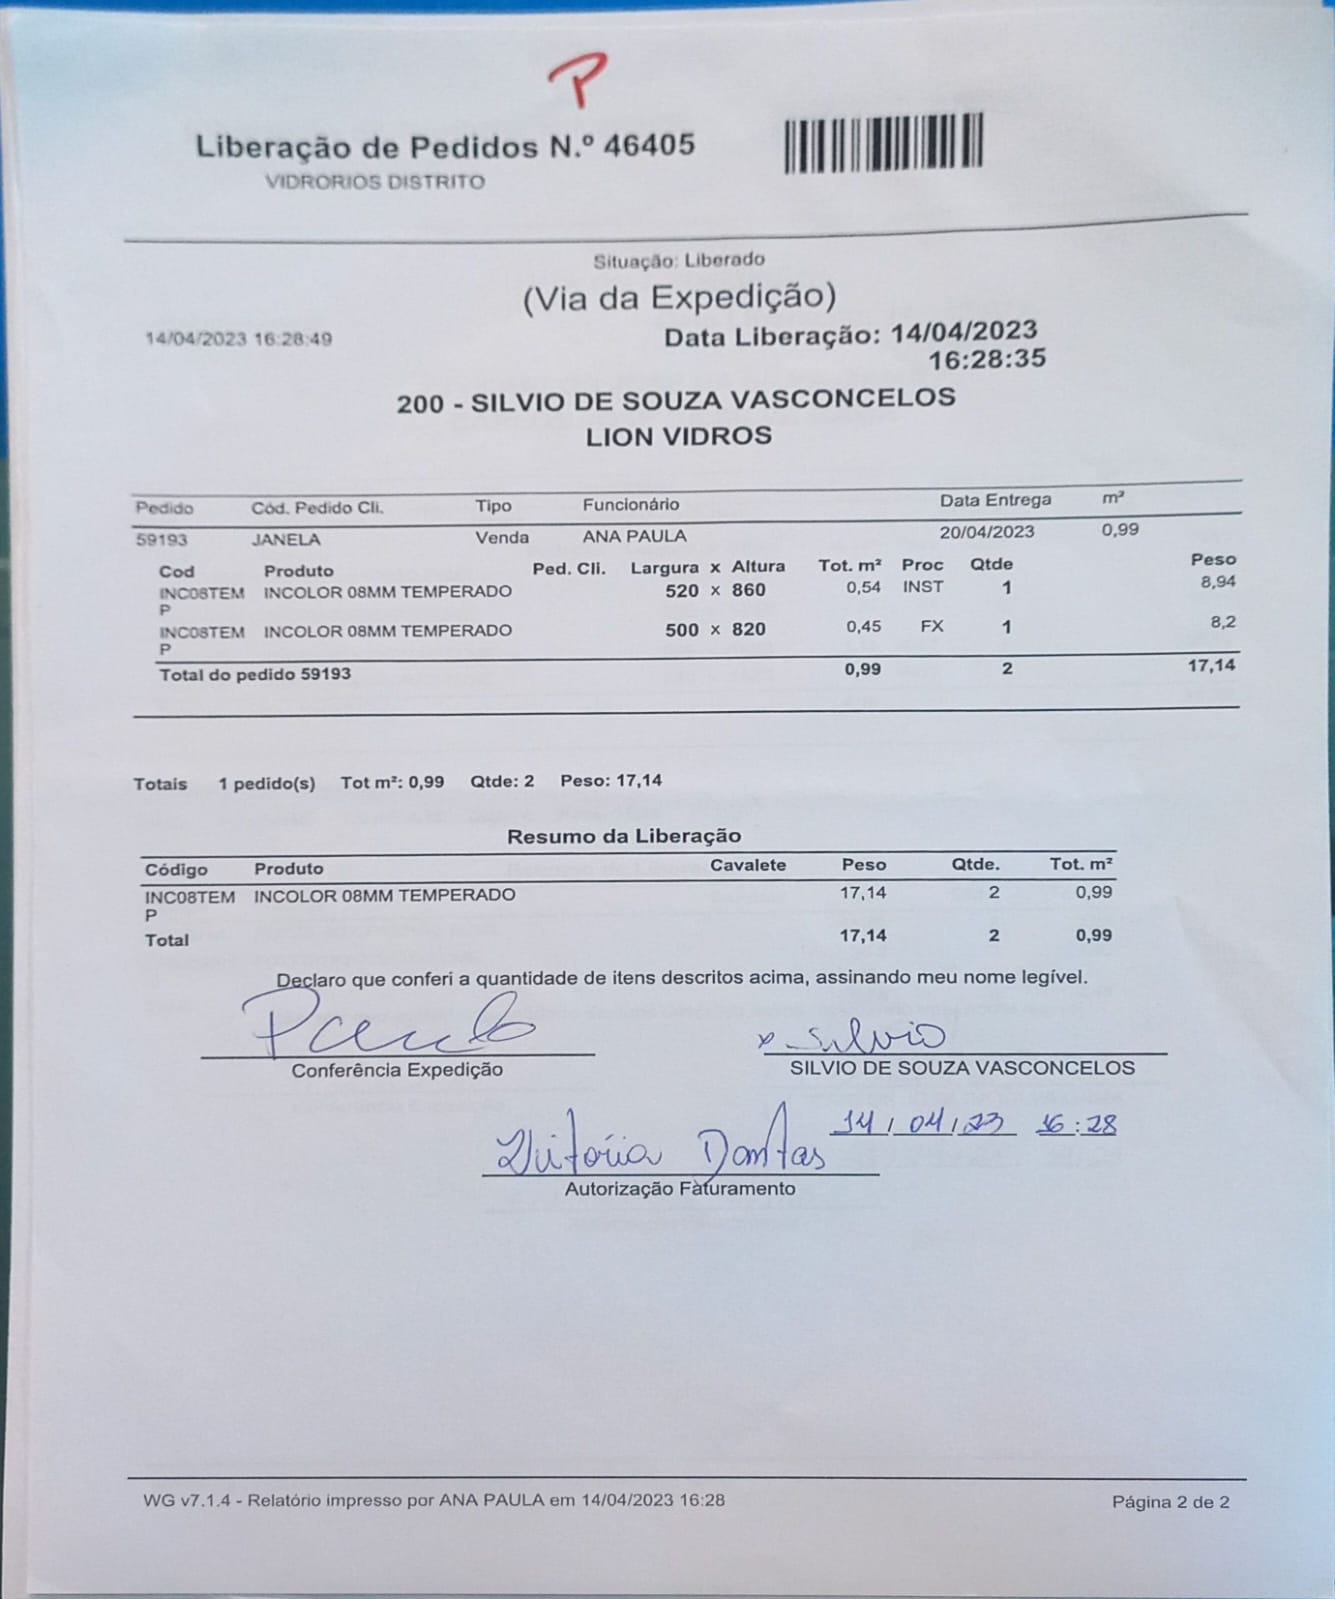 P
Liberação de Pedidos N.º 46405
VIDRORIOS DISTRITO
Situação: Liberado
(Via da Expedição)
14/04/2023 16:28:49
Data Liberação: 14/04/2023
16:28:35
200 - SILVIO DE SOUZA VASCONCELOS
LION VIDROS
Pedido Cód. Pedido Cli. Tipo Funcionário Data Entrega m²
59193 JANELA Venda ANA PAULA 20/04/2023 0,99
Cod Produto Ped. Cli. Largura x Altura Tot. m² Proc Qtde Peso
INC08TEM INCOLOR 08MM TEMPERADO 520 x 860 0,54 INST 1 8,94
P
INC08TEM INCOLOR 08MM TEMPERADO 500 x 820 0,45 FX 1 8,2
P
Total do pedido 59193 0,99 2 17,14
Totais 1 pedido(s) Tot m²: 0,99 Qtde: 2 Peso: 17,14
Resumo da Liberação
Código Produto Cavalete Peso Qtde. Tot. m²
INC08TEM INCOLOR 08MM TEMPERADO 17,14 2 0,99
P
Total 17,14 2 0,99
Declaro que conferi a quantidade de itens descritos acima, assinando meu nome legível.
Paulo x Silvio
Conferência Expedição SILVIO DE SOUZA VASCONCELOS
14/04/23 16:28
Vitória Dantas
Autorização Faturamento
WG v7.1.4 - Relatório impresso por ANA PAULA em 14/04/2023 16:28 Página 2 de 2